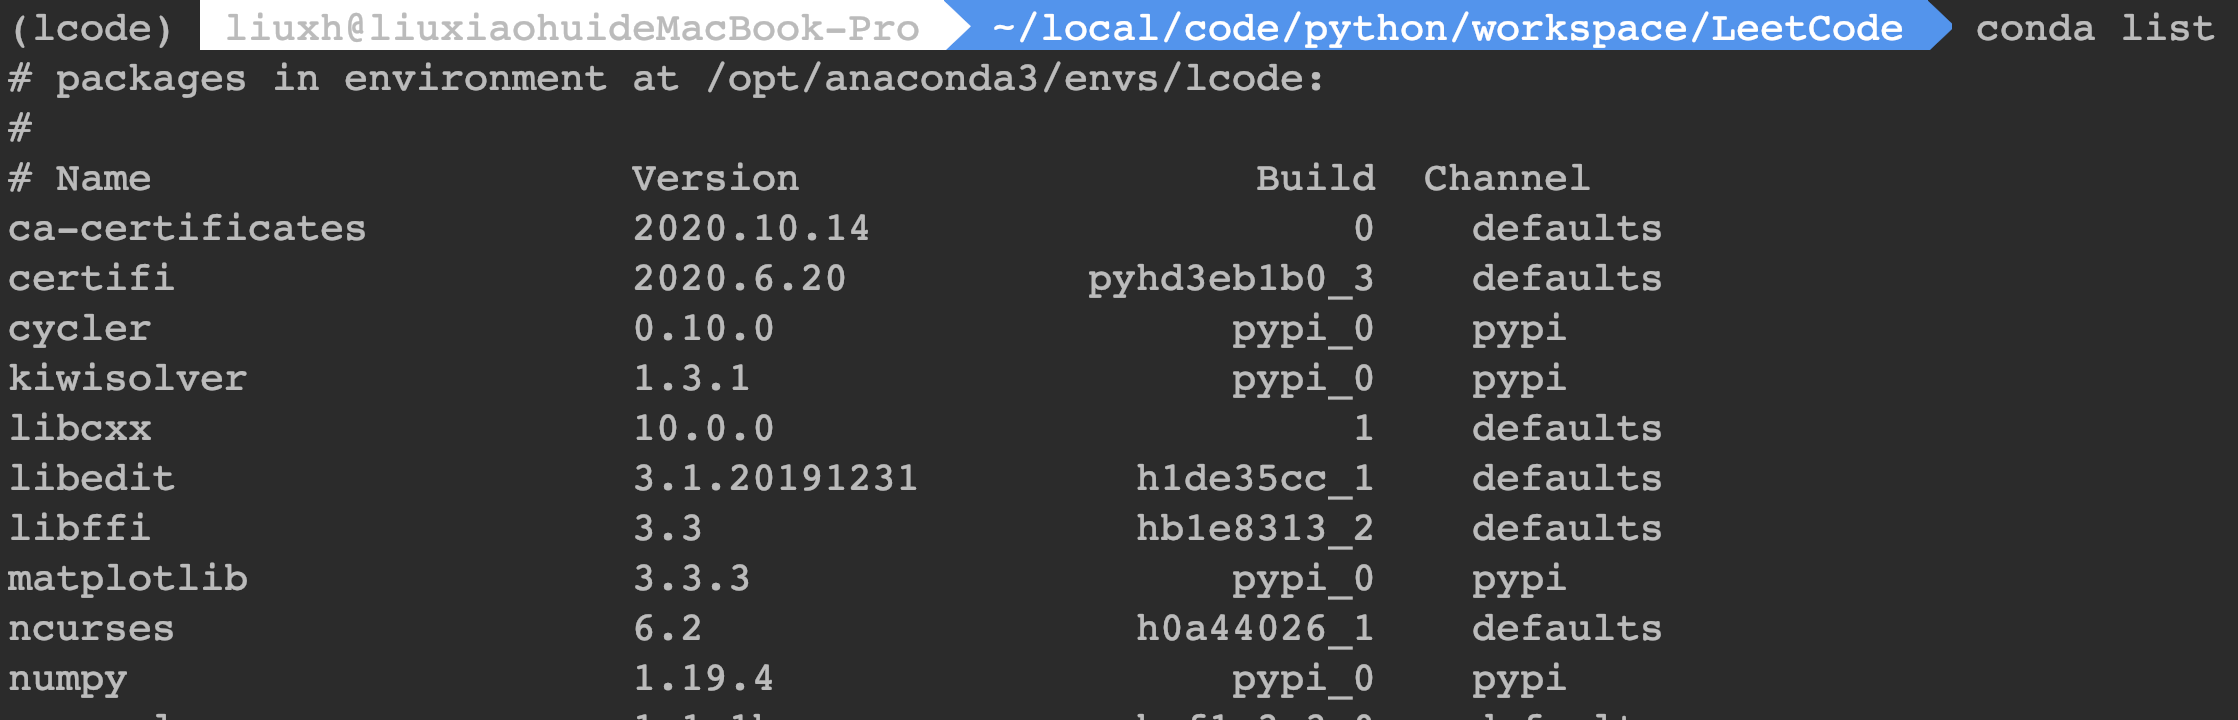 (lcode) liuxh@liuxiaohuideMacBook-Pro ~/local/code/python/workspace/LeetCode conda list
# packages in environment at /opt/anaconda3/envs/lcode:
#
# Name Version Build Channel
ca-certificates 2020.10.14 0 defaults
certifi 2020.6.20 pyhd3eb1b0_3 defaults
cycler 0.10.0 pypi_0 pypi
kiwisolver 1.3.1 pypi_0 pypi
libcxx 10.0.0 1 defaults
libedit 3.1.20191231 h1de35cc_1 defaults
libffi 3.3 hb1e8313_2 defaults
matplotlib 3.3.3 pypi_0 pypi
ncurses 6.2 h0a44026_1 defaults
numpy 1.19.4 pypi_0 pypi